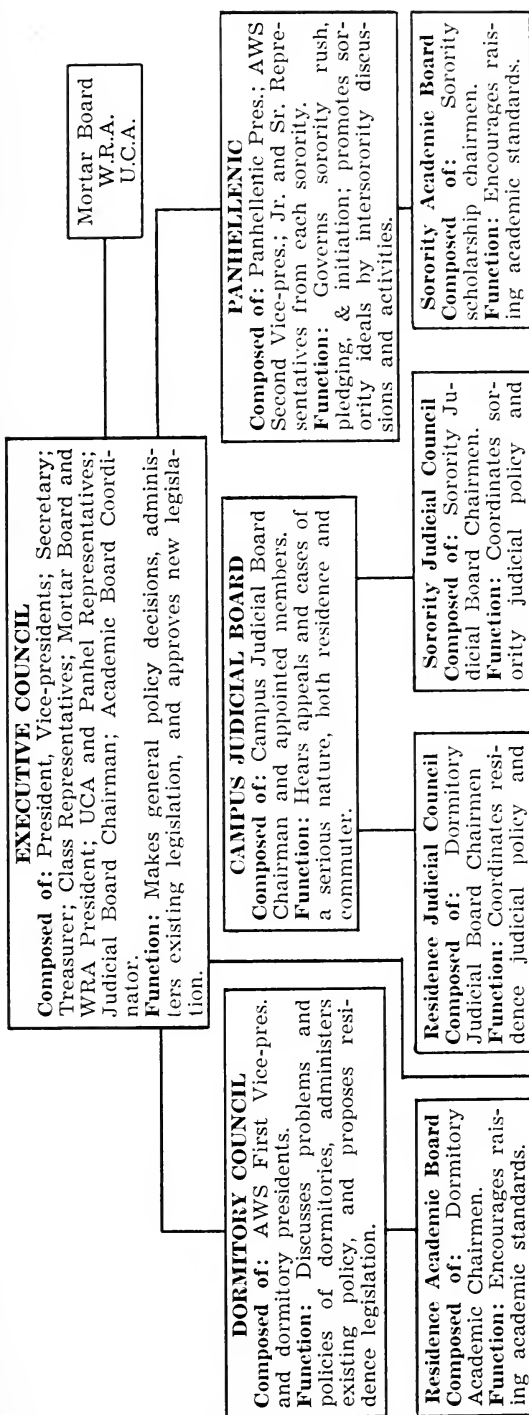 EXECUTIVE COUNCIL
Composed of: President, Vice-presidents; Secretary;
Treasurer; Class Representatives; Mortar Board and
WRA President; UCA and Panhel Representatives;
Judicial Board Chairman; Academic Board Coordi-
nator.
Function: Makes general policy decisions, adminis-
ters existing legislation, and approves new legisla-
tion.
Mortar Board
W.R.A.
U.C.A.
DORMITORY COUNCIL
Composed of: AWS First Vice-pres.
and dormitory presidents.
Function: Discusses problems and
policies of dormitories, administers
existing policy, and proposes resi-
dence legislation.
CAMPUS JUDICIAL BOARD
Composed of: Campus Judicial Board
Chairman and appointed members.
Function: Hears appeals and cases of
a serious nature, both residence and
commuter.
PANHELLENIC
Composed of: Panhellenic Pres.; AWS
Second Vice-pres.; Jr. and Sr. Repre-
sentatives from each sorority.
Function: Governs sorority rush,
pledging, & initiation; promotes sor-
ority ideals by intersorority discus-
sions and activities.
Residence Academic Board
Composed of: Dormitory
Academic Chairmen.
Function: Encourages rais-
ing academic standards.
Residence Judicial Council
Composed of: Dormitory
Judicial Board Chairmen
Function: Coordinates resi-
dence judicial policy and
Sorority Judicial Council
Composed of: Sorority Ju-
dicial Board Chairmen.
Function: Coordinates sor-
ority judicial policy and
Sorority Academic Board
Composed of: Sorority
scholarship chairmen.
Function: Encourages rais-
ing academic standards.